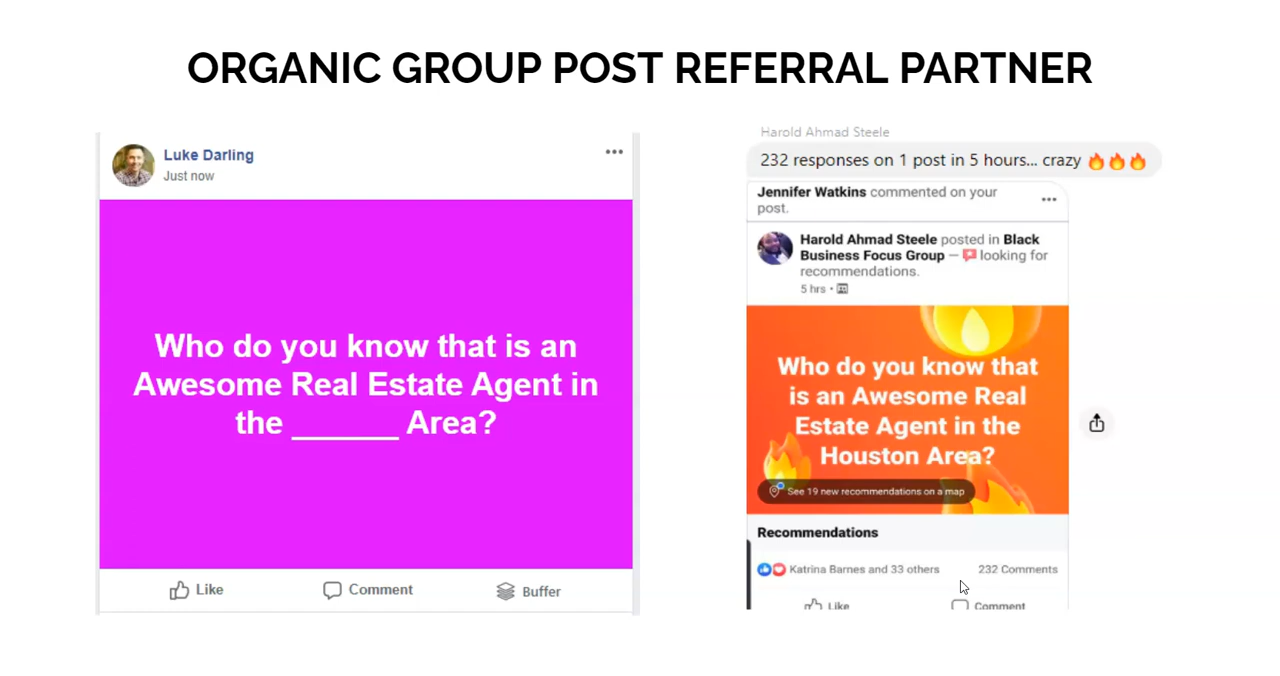 ORGANIC GROUP POST REFERRAL PARTNER
Luke Darling
Just now
Who do you know that is an
Awesome Real Estate Agent in
the ______ Area?
Like
Comment
Buffer
Harold Ahmad Steele
232 responses on 1 post in 5 hours... crazy 🔥🔥🔥
Jennifer Watkins commented on your
post.
Harold Ahmad Steele posted in Black
Business Focus Group — looking for
recommendations.
5 hrs •
Who do you know that
is an Awesome Real
Estate Agent in the
Houston Area?
See 19 new recommendations on a map
Recommendations
Katrina Barnes and 33 others 232 Comments
Like Comment